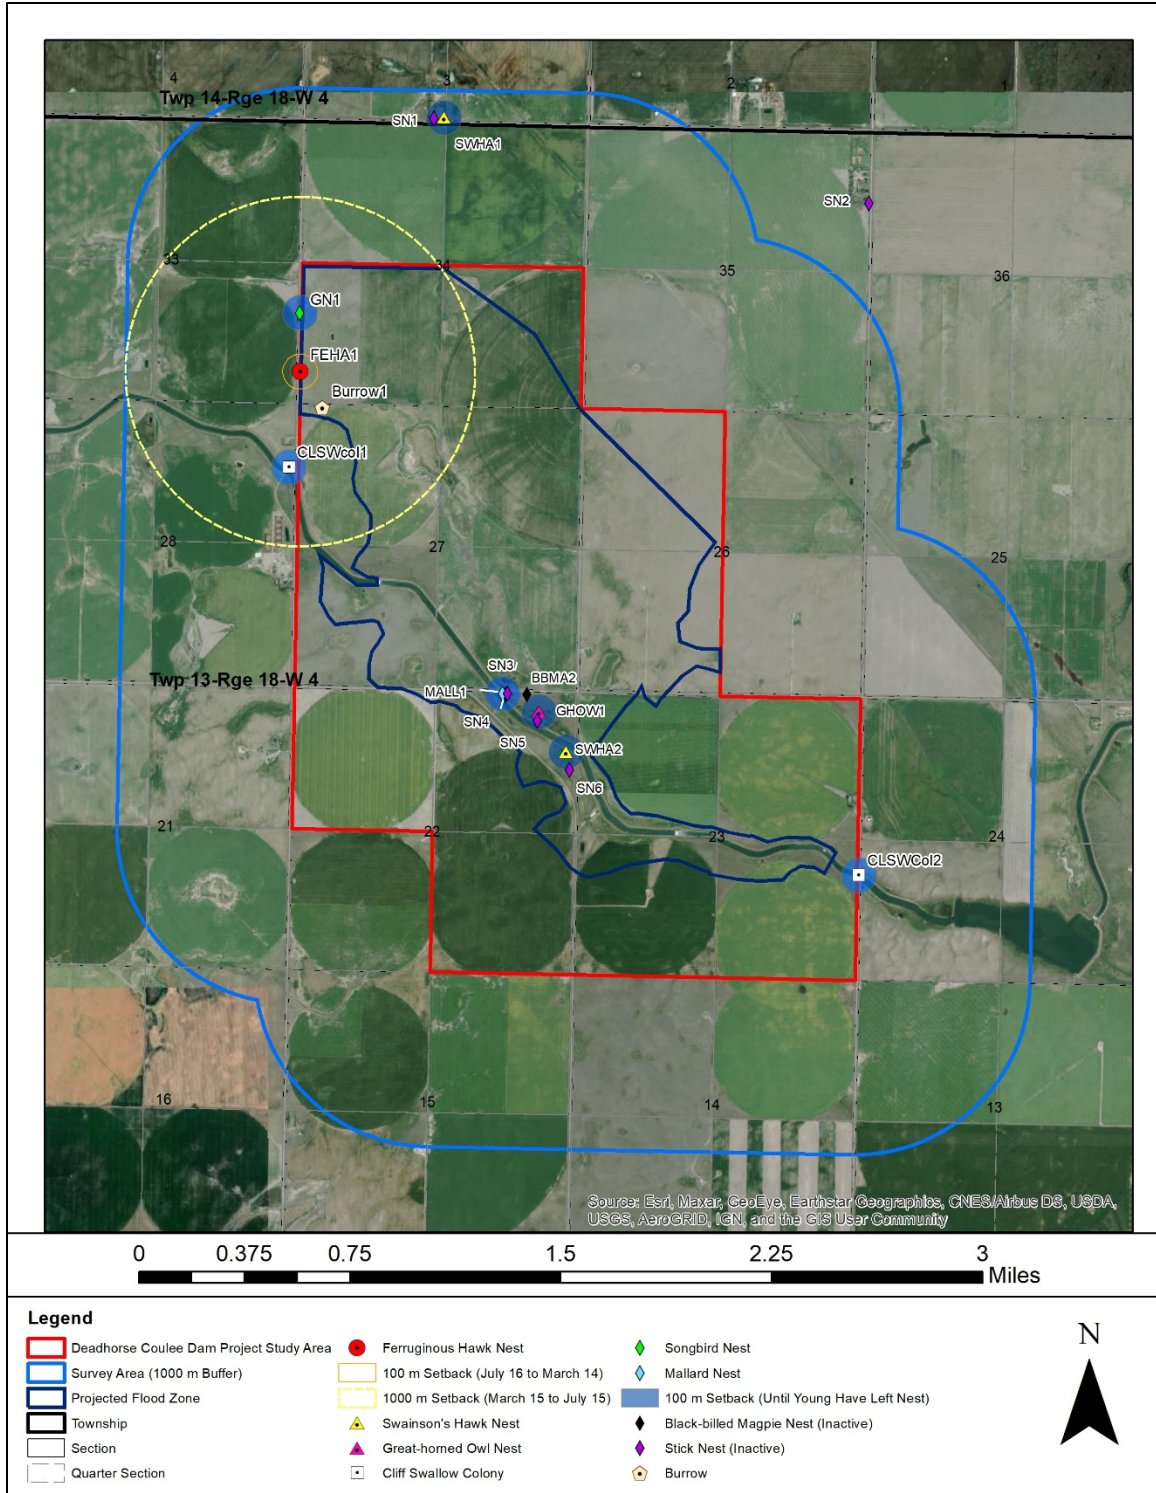 4
3
2
1
Twp 14-Rge 18-W 4
SN1
SWHA1
SN2
33
34
35
36
GN1
FEHA1
Burrow1
CLSWcol1
28
27
26
25
SN3/
MALL1
BBMA2
Twp 13-Rge 18-W 4
SN4
GHOW1
SN5
SWHA2
SN6
21
22
23
24
CLSWCol2
16
15
14
13
Source: Esri, Maxar, GeoEye, Earthstar Geographics, CNES/Airbus DS, USDA,
USGS, AeroGRID, IGN, and the GIS User Community
0 0.375 0.75 1.5 2.25 3
Miles
Legend
Deadhorse Coulee Dam Project Study Area
Survey Area (1000 m Buffer)
Projected Flood Zone
Township
Section
Quarter Section
Ferruginous Hawk Nest
100 m Setback (July 16 to March 14)
1000 m Setback (March 15 to July 15)
Swainson's Hawk Nest
Great-horned Owl Nest
Cliff Swallow Colony
Songbird Nest
Mallard Nest
100 m Setback (Until Young Have Left Nest)
Black-billed Magpie Nest (Inactive)
Stick Nest (Inactive)
Burrow
N